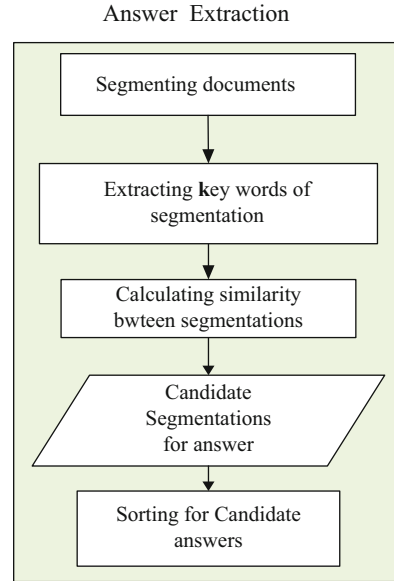 Answer Extraction
Segmenting documents
Extracting key words of
segmentation
Calculating similarity
bwteen segmentations
Candidate
Segmentations
for answer
Sorting for Candidate
answers